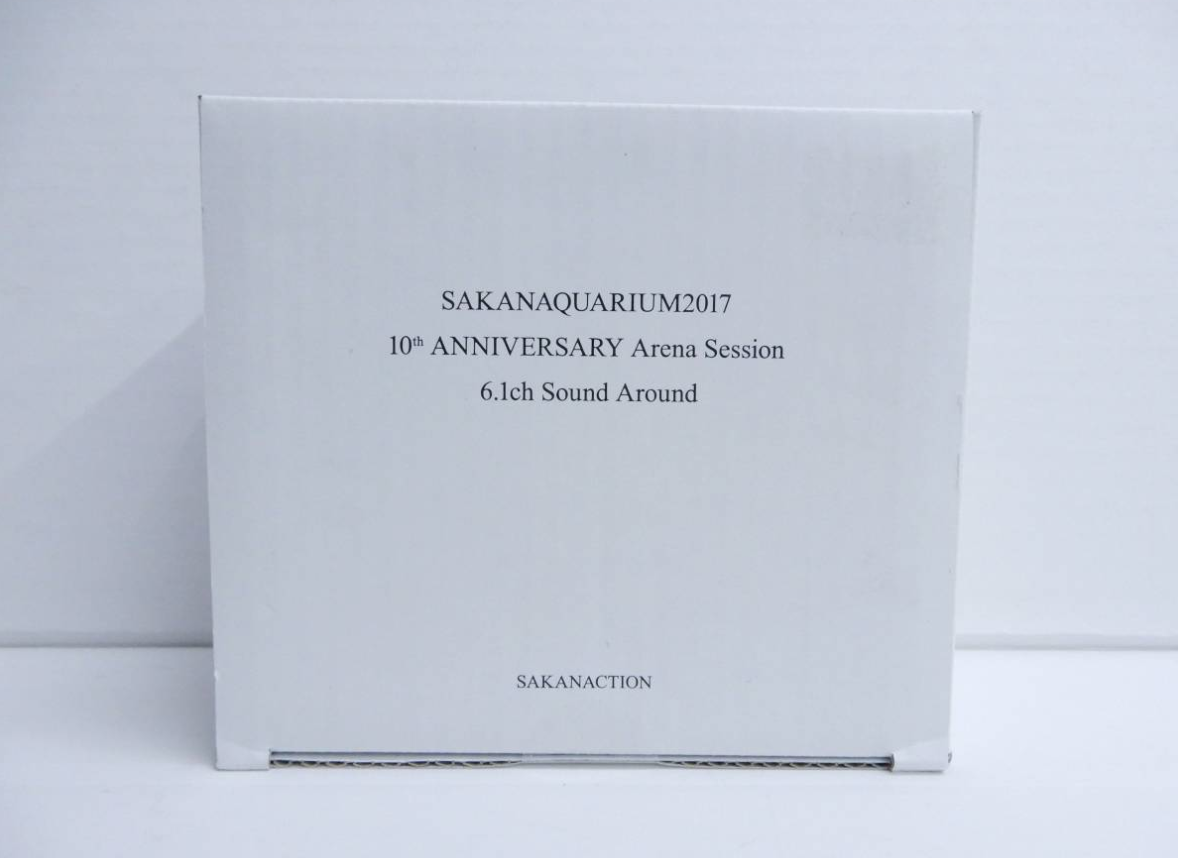 SAKANAQUARIUM2017
10th ANNIVERSARY Arena Session
6.1ch Sound Around
SAKANACTION